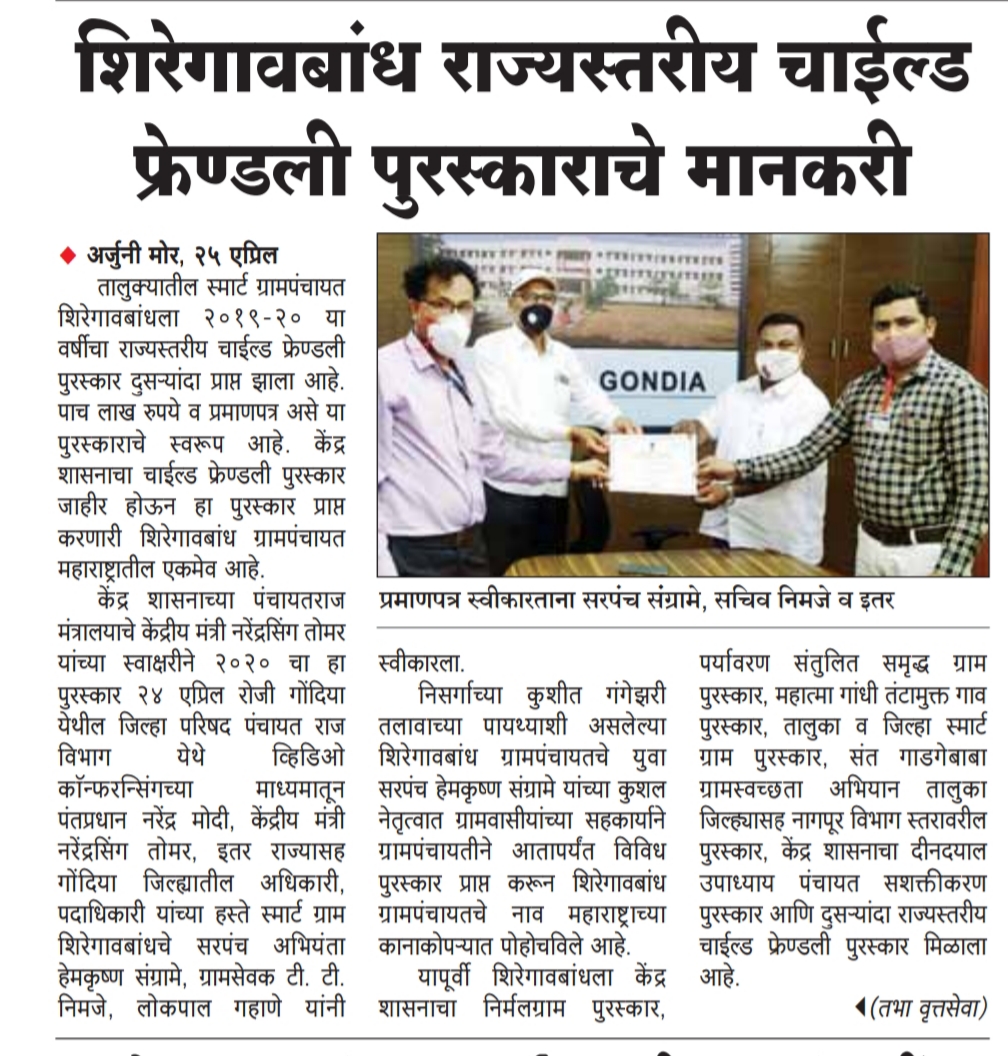 शिरेगावबांध राज्यस्तरीय चाईल्ड
फ्रेण्डली पुरस्काराचे मानकरी
◆ अर्जुनी मोर, २५ एप्रिल
तालुक्यातील स्मार्ट ग्रामपंचायत
शिरेगावबांधला २०१९-२० या
वर्षीचा राज्यस्तरीय चाईल्ड फ्रेण्डली
पुरस्कार दुसऱ्यांदा प्राप्त झाला आहे.
पाच लाख रुपये व प्रमाणपत्र असे या
पुरस्काराचे स्वरूप आहे. केंद्र
शासनाचा चाईल्ड फ्रेण्डली पुरस्कार
जाहीर होऊन हा पुरस्कार प्राप्त
करणारी शिरेगावबांध ग्रामपंचायत
महाराष्ट्रातील एकमेव आहे.
केंद्र शासनाच्या पंचायतराज
मंत्रालयाचे केंद्रीय मंत्री नरेंद्रसिंग तोमर
यांच्या स्वाक्षरीने २०२० चा हा
पुरस्कार २४ एप्रिल रोजी गोंदिया
येथील जिल्हा परिषद पंचायत राज
विभाग येथे व्हिडिओ
कॉन्फरन्सिंगच्या माध्यमातून
पंतप्रधान नरेंद्र मोदी, केंद्रीय मंत्री
नरेंद्रसिंग तोमर, इतर राज्यासह
गोंदिया जिल्ह्यातील अधिकारी,
पदाधिकारी यांच्या हस्ते स्मार्ट ग्राम
शिरेगावबांधचे सरपंच अभियंता
हेमकृष्ण संग्रामे, ग्रामसेवक टी. टी.
निमजे, लोकपाल गहाणे यांनी
GONDIA
प्रमाणपत्र स्वीकारताना सरपंच संग्रामे, सचिव निमजे व इतर
स्वीकारला.
निसर्गाच्या कुशीत गंगेझरी
तलावाच्या पायथ्याशी असलेल्या
शिरेगावबांध ग्रामपंचायतचे युवा
सरपंच हेमकृष्ण संग्रामे यांच्या कुशल
नेतृत्वात ग्रामवासीयांच्या सहकार्याने
ग्रामपंचायतीने आतापर्यंत विविध
पुरस्कार प्राप्त करून शिरेगावबांध
ग्रामपंचायतचे नाव महाराष्ट्राच्या
कानाकोपऱ्यात पोहोचविले आहे.
यापूर्वी शिरेगावबांधला केंद्र
शासनाचा निर्मलग्राम पुरस्कार,
पर्यावरण संतुलित समृद्ध ग्राम
पुरस्कार, महात्मा गांधी तंटामुक्त गाव
पुरस्कार, तालुका व जिल्हा स्मार्ट
ग्राम पुरस्कार, संत गाडगेबाबा
ग्रामस्वच्छता अभियान तालुका
जिल्ह्यासह नागपूर विभाग स्तरावरील
पुरस्कार, केंद्र शासनाचा दीनदयाल
उपाध्याय पंचायत सशक्तीकरण
पुरस्कार आणि दुसऱ्यांदा राज्यस्तरीय
चाईल्ड फ्रेण्डली पुरस्कार मिळाला
आहे.
◀(तभा वृत्तसेवा)